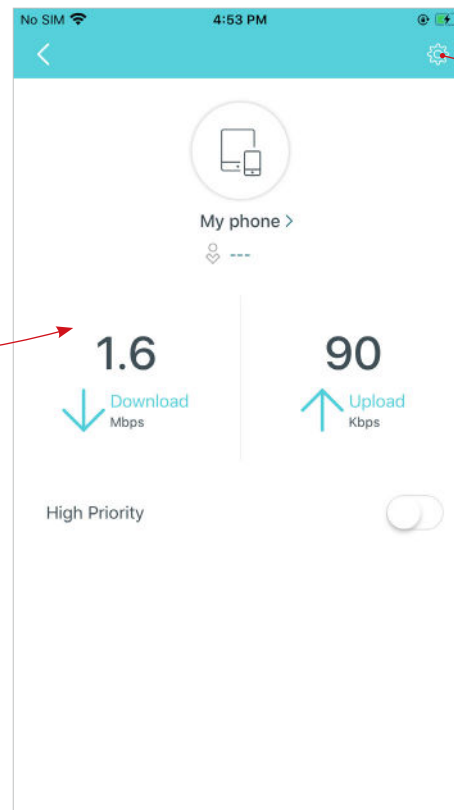 No SIM 4:53 PM
My phone >
---
1.6 90
Download Upload
Mbps Kbps
High Priority